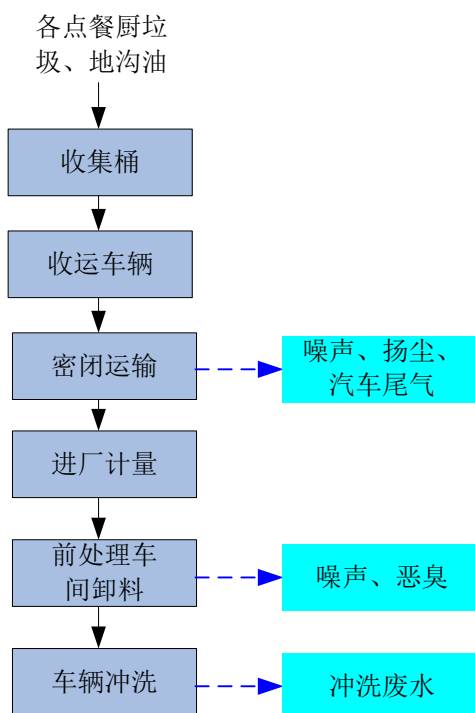 各点餐厨垃
圾、地沟油
收集桶
收运车辆
密闭运输
噪声、扬尘、
汽车尾气
进厂计量
前处理车
间卸料
噪声、恶臭
车辆冲洗
冲洗废水